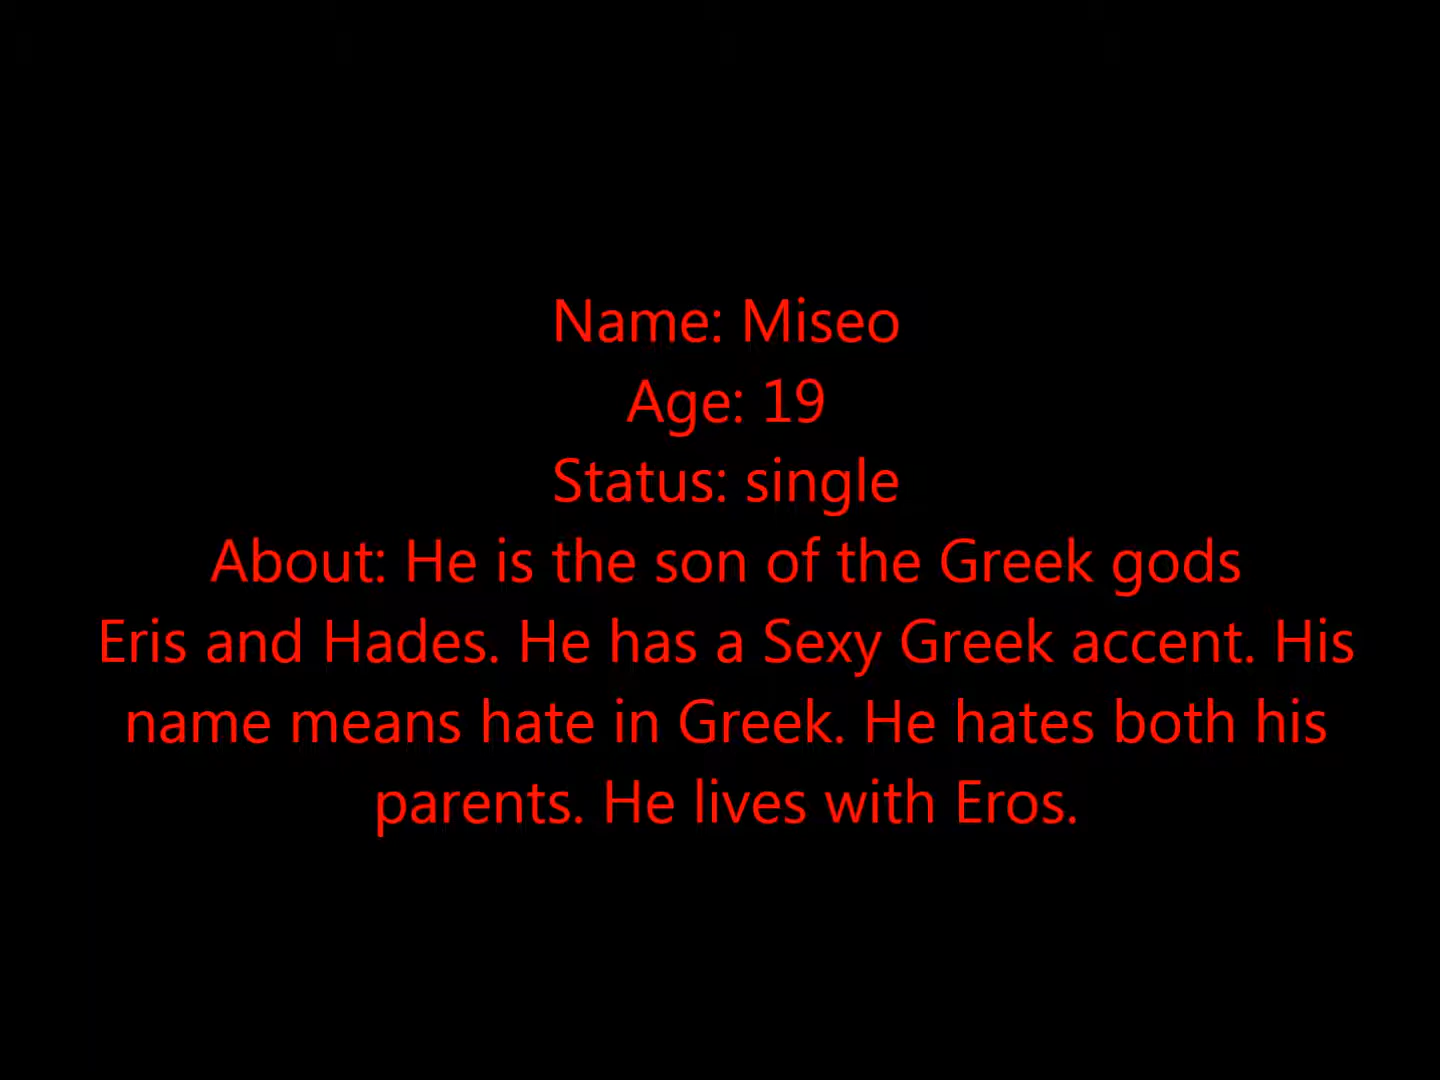 Name: Miseo
Age: 19
Status: single
About: He is the son of the Greek gods
Eris and Hades. He has a Sexy Greek accent. His
name means hate in Greek. He hates both his
parents. He lives with Eros.